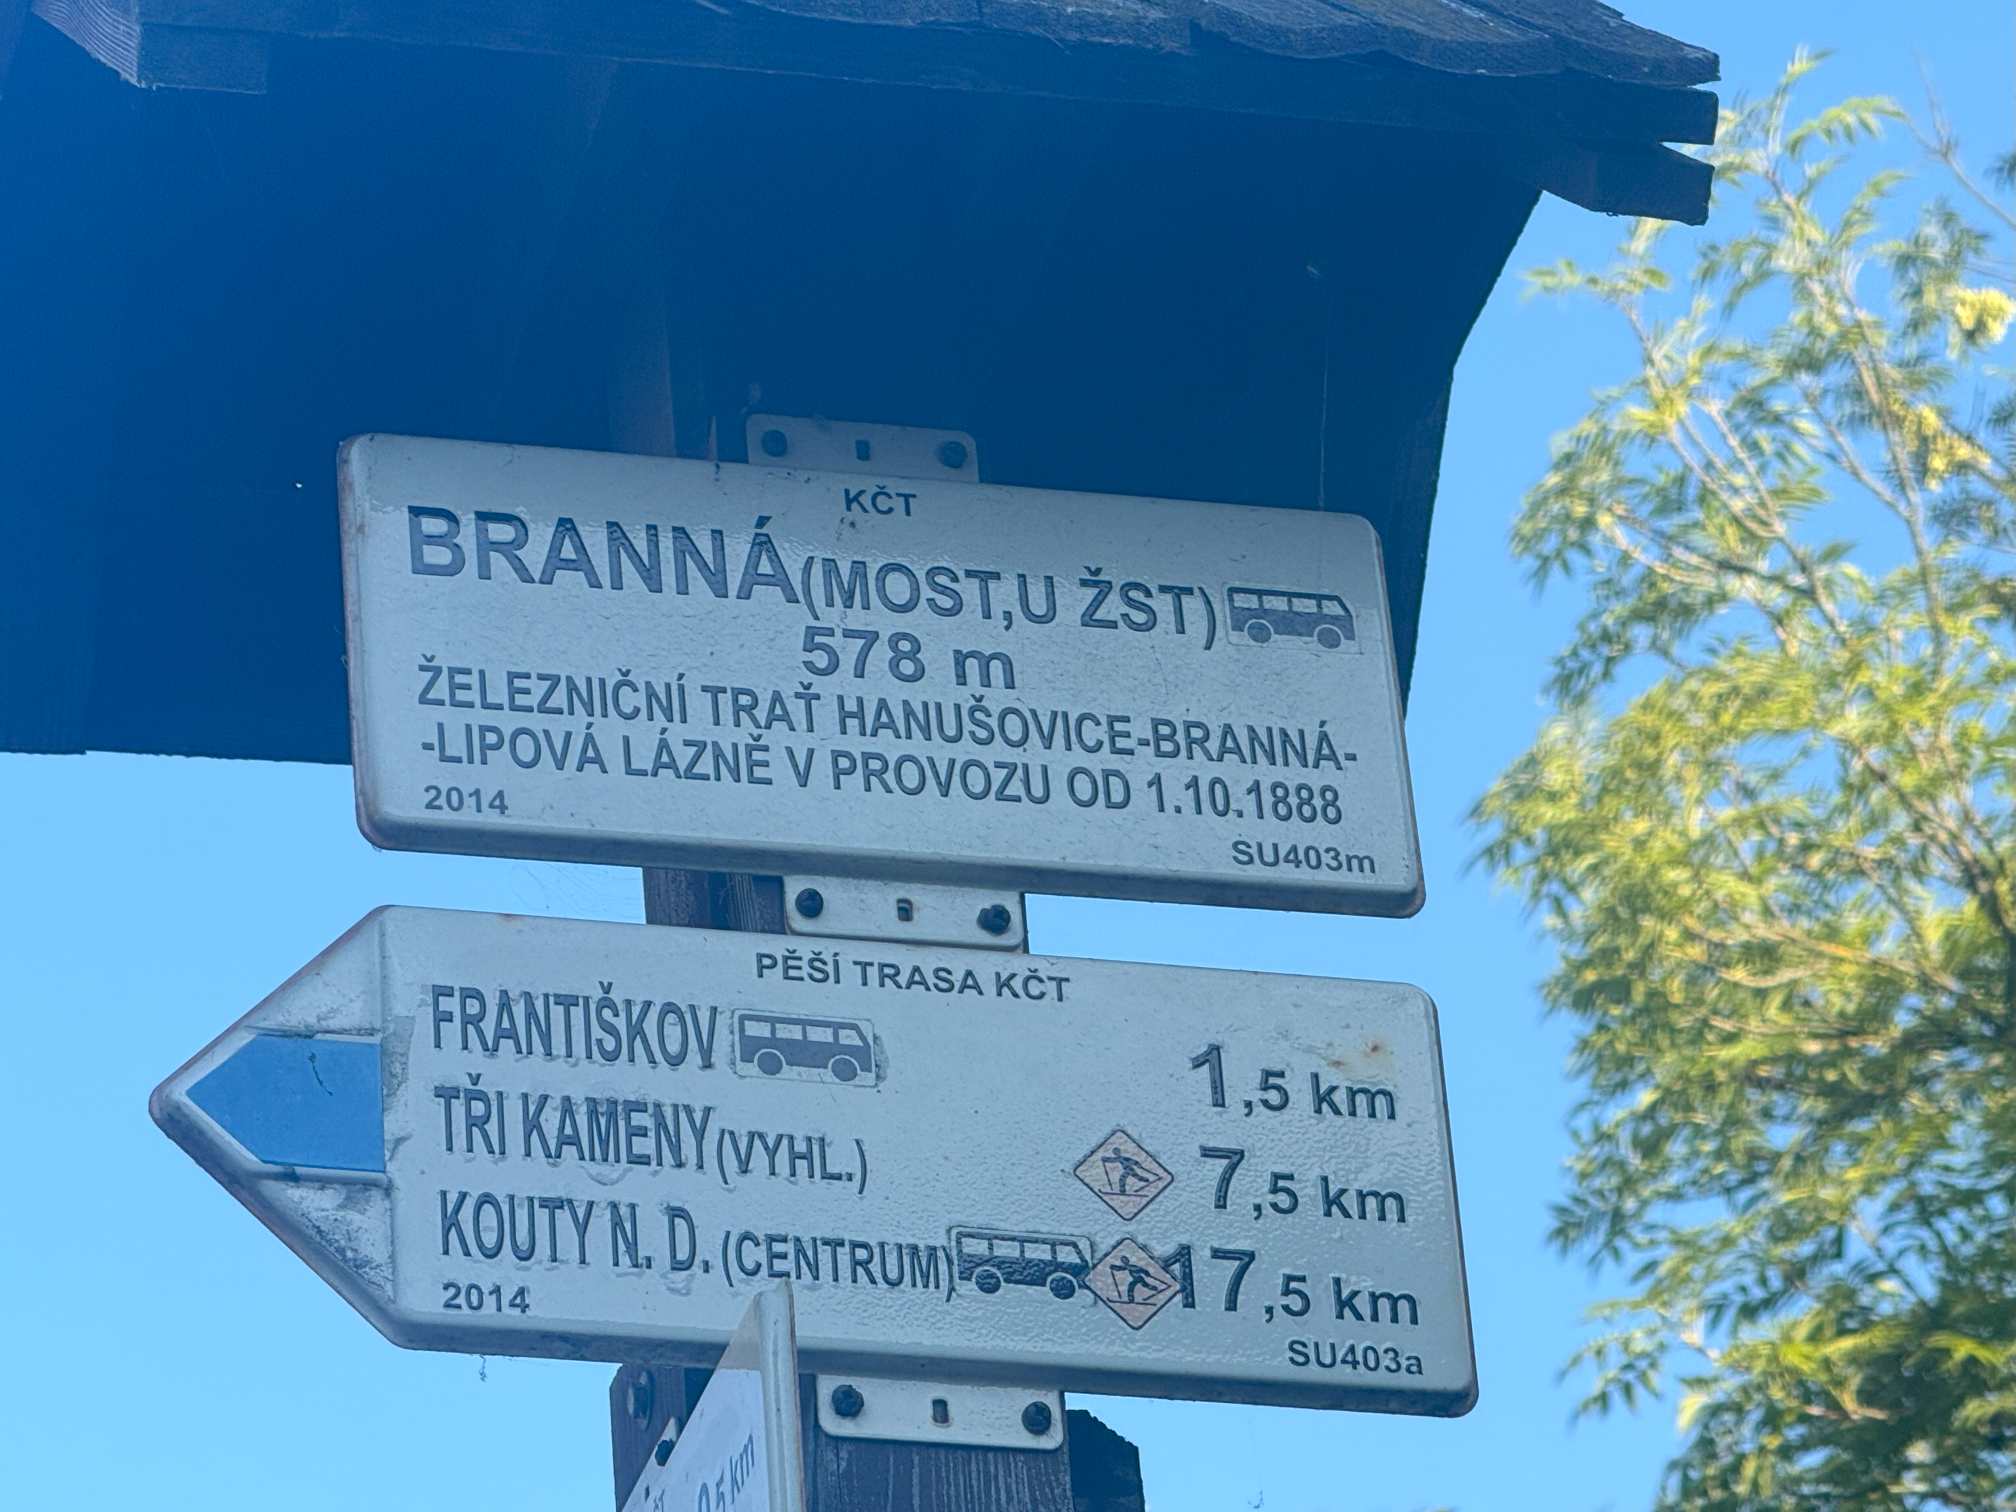 KČT
BRANNÁ(MOST,U ŽST)
578 m
ŽELEZNIČNÍ TRAŤ HANUŠOVICE-BRANNÁ-
-LIPOVÁ LÁZNĚ V PROVOZU OD 1.10.1888
2014
SU403m
PĚŠÍ TRASA KČT
FRANTIŠKOV 1,5 km
TŘI KAMENY(VYHL.) 7,5 km
KOUTY N. D.(CENTRUM) 17,5 km
2014
SU403a
km